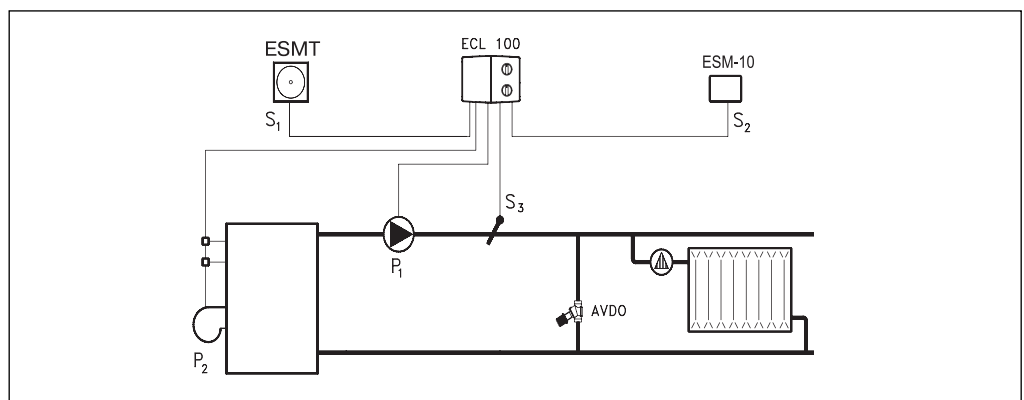 ECL 100
ESMT
ESM-10
S₁
S₂
S₃
P₁
AVDO
P₂